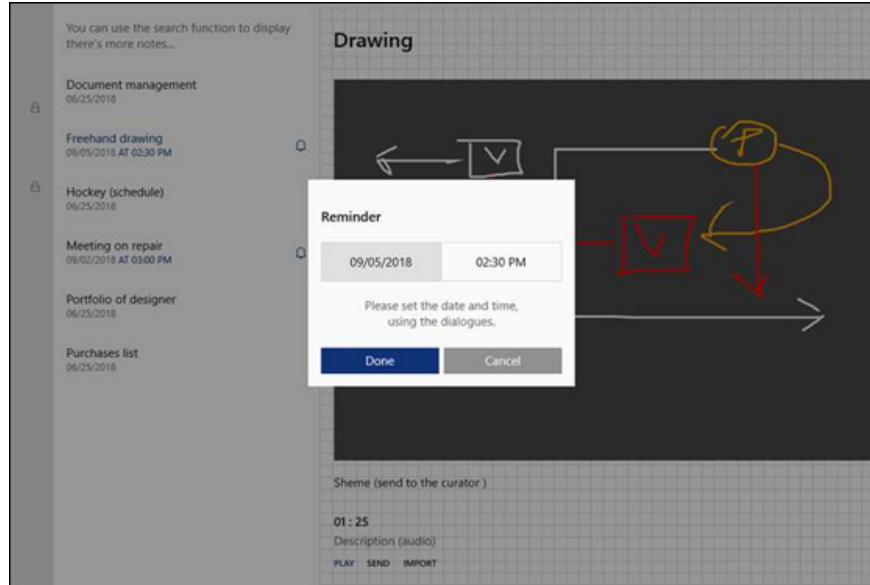 You can use the search function to display
there's more notes...
Document management
06/25/2018
Freehand drawing
09/05/2018 AT 02:30 PM
Hockey (schedule)
06/25/2018
Meeting on repair
09/02/2018 AT 03:00 PM
Portfolio of designer
06/25/2018
Purchases list
06/25/2018
Drawing
V
P
V
Reminder
09/05/2018 02:30 PM
Please set the date and time,
using the dialogues.
Done Cancel
Sheme (send to the curator )
01 : 25
Description (audio)
PLAY SEND IMPORT